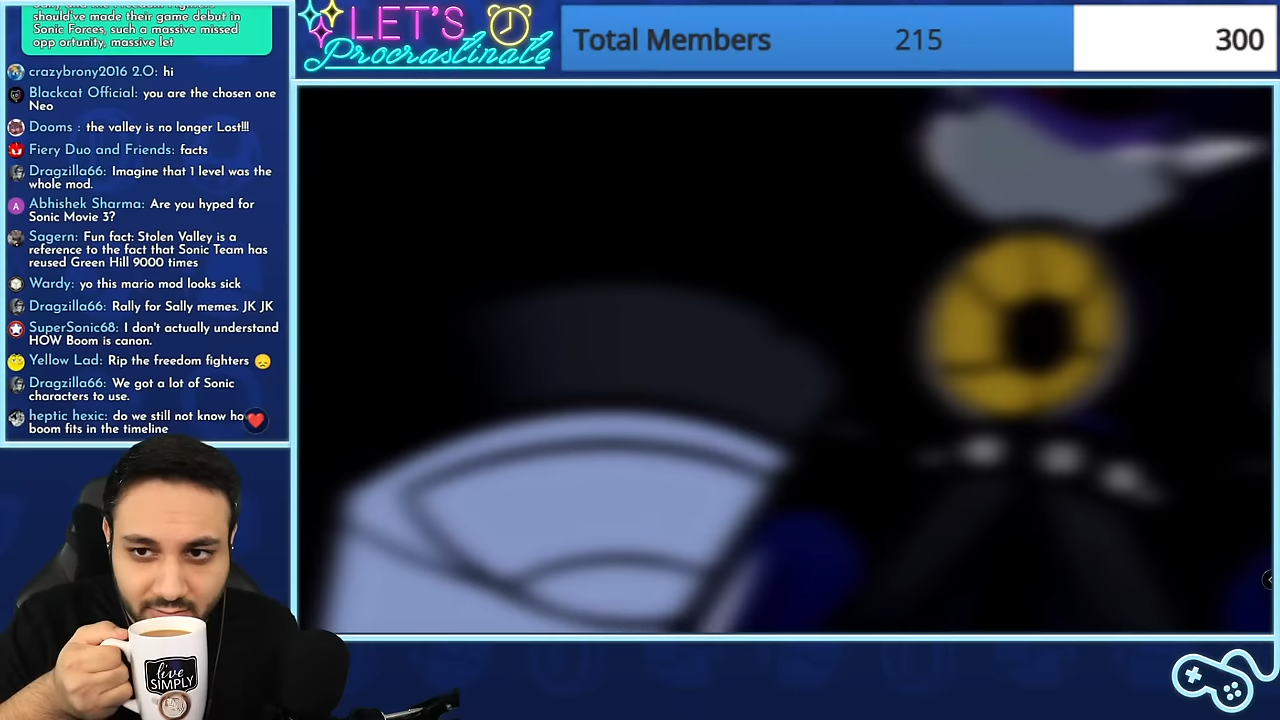 should've made their game debut in
Sonic Forces, such a massive missed
opp ortunity, massive let
crazybrony2016 2.O: hi
Blackcat Official: you are the chosen one
Neo
Dooms : the valley is no longer Lost!!!
Fiery Duo and Friends: facts
Dragzilla66: Imagine that 1 level was the
whole mod.
A
Abhishek Sharma: Are you hyped for
Sonic Movie 3?
Sagern: Fun fact: Stolen Valley is a
reference to the fact that Sonic Team has
reused Green Hill 9000 times
Wardy: yo this mario mod looks sick
Dragzilla66: Rally for Sally memes. JK JK
SuperSonic68: I don't actually understand
HOW Boom is canon.
Yellow Lad: Rip the freedom fighters 😞
Dragzilla66: We got a lot of Sonic
characters to use.
heptic hexic: do we still not know ho
boom fits in the timeline
LET'S
Procrastinate
Total Members 215 300
live
SIMPLY